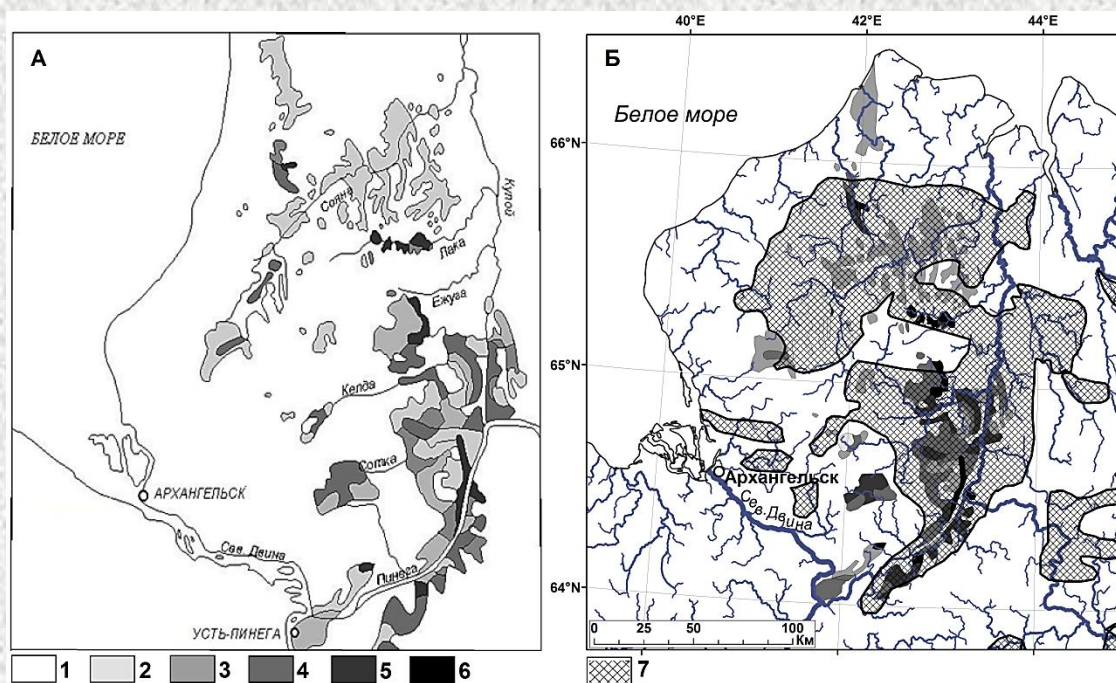 А
БЕЛОЕ МОРЕ
Сояна
Кулой
Лака
Ежуга
Келда
Сотка
АРХАНГЕЛЬСК
Сев. Двина
Пинега
УСТЬ-ПИНЕГА
1 2 3 4 5 6
40°E 42°E 44°E
Б
Белое море
66°N
65°N
Архангельск
Сев. Двина
64°N
0 25 50 100
Км
7